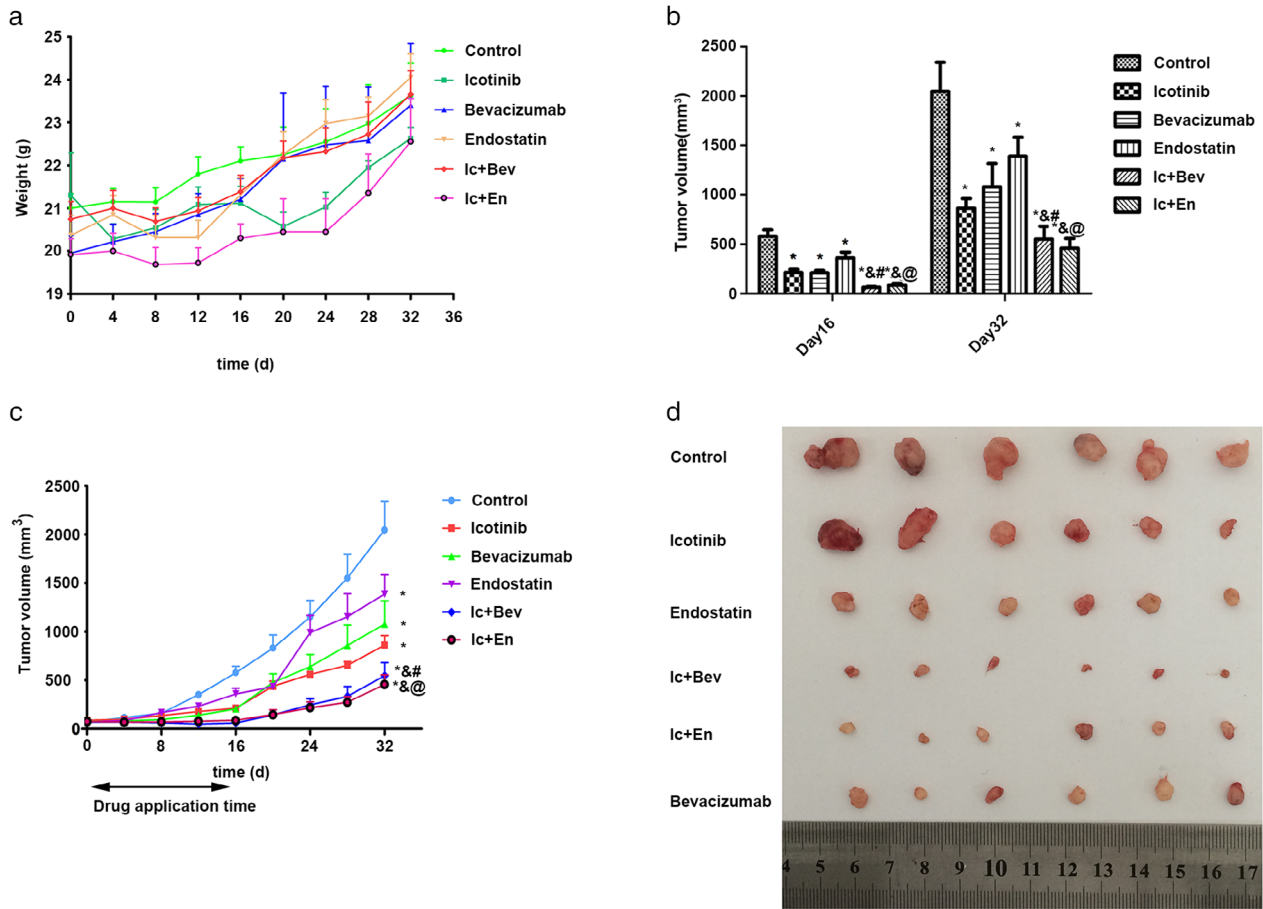 a
25
24
23
22
21
20
19
Weight (g)
0 4 8 12 16 20 24 28 32 36
time (d)
Control
Icotinib
Bevacizumab
Endostatin
Ic+Bev
Ic+En
b
2500
2000
1500
1000
500
0
Tumor volume(mm³)
* * * *&# *&@
* * * *&# *&@
Day16 Day32
Control
Icotinib
Bevacizumab
Endostatin
Ic+Bev
Ic+En
c
2500
2000
1500
1000
500
0
Tumor volume (mm³)
0 8 16 24 32
time (d)
Drug application time
Control
Icotinib
Bevacizumab
Endostatin
Ic+Bev
Ic+En
*
*
*
*&#
*&@
d
Control
Icotinib
Endostatin
Ic+Bev
Ic+En
Bevacizumab
4 5 6 7 8 9 10 11 12 13 14 15 16 17